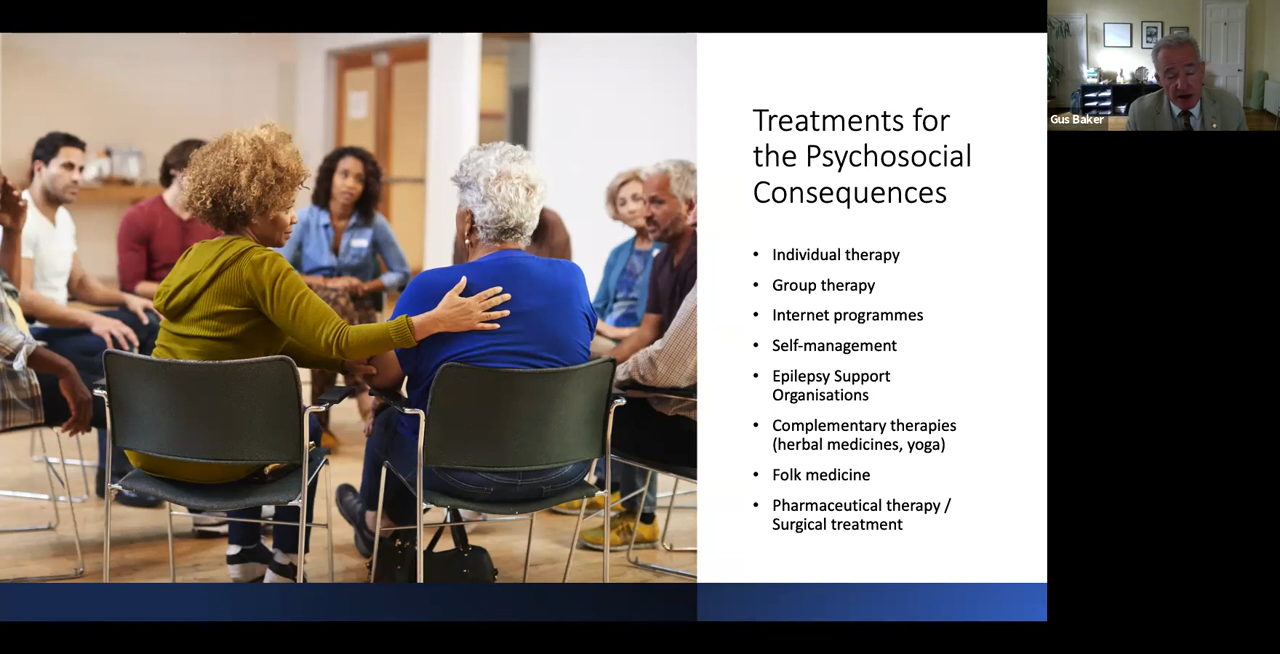 Treatments for
the Psychosocial
Consequences
• Individual therapy
• Group therapy
• Internet programmes
• Self-management
• Epilepsy Support
Organisations
• Complementary therapies
(herbal medicines, yoga)
• Folk medicine
• Pharmaceutical therapy /
Surgical treatment
Gus Baker